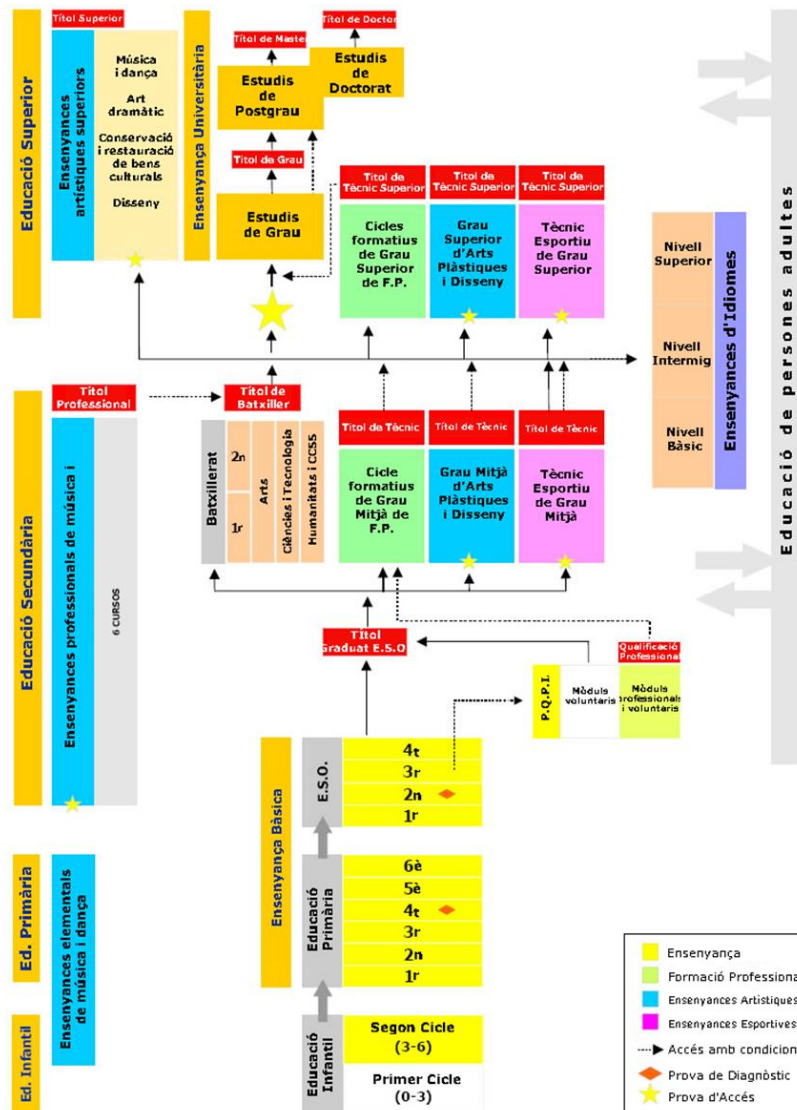 Educació Superior
Títol Superior
Ensenyances
artístiques superiors
Música
i dança
Art
dramàtic
Conservació
i restauració
de bens
culturals
Disseny
Ensenyança Universitària
Títol de Master
Títol de Doctor
Estudis
de
Postgrau
Estudis
de
Doctorat
Títol de Grau
Estudis
de Grau
Títol de
Tècnic Superior
Títol de
Tècnic Superior
Títol de
Tècnic Superior
Cicles
formatius
de Grau
Superior
de F.P.
Grau
Superior
d'Arts
Plàstiques
i Disseny
Tècnic
Esportiu
de Grau
Superior
Nivell
Superior
Nivell
Intermig
Nivell
Bàsic
Ensenyances d'Idiomes
Educació de persones adultes
Educació Secundària
Títol
Professional
Ensenyances professionals de música i
6 CURSOS
Títol de
Batxiller
Batxillerat
2n
1r
Arts
Ciències i Tecnologia
Humanitats i CCSS
Títol de Tècnic
Títol de Tècnic
Títol de Tècnic
Cicle
formatius
de Grau
Mitjà de
F.P.
Grau Mitjà
d'Arts
Plàstiques
i Disseny
Tècnic
Esportiu
de Grau
Mitjà
Títol
Graduat E.S.O
Qualificació
Professional
P.Q.P.I.
Mòduls
voluntaris
Mòduls
professionals
i voluntaris
Ensenyança Bàsica
E.S.O.
4t
3r
2n
1r
Ed. Primària
Ensenyances elementals
de música i dança
Educació
Primària
6è
5è
4t
3r
2n
1r
Ed. Infantil
Educació
Infantil
Segon Cicle
(3-6)
Primer Cicle
(0-3)
Ensenyança
Formació Professiona
Ensenyances Artístiques
Ensenyances Esportives
Accés amb condicion
Prova de Diagnòstic
Prova d'Accés